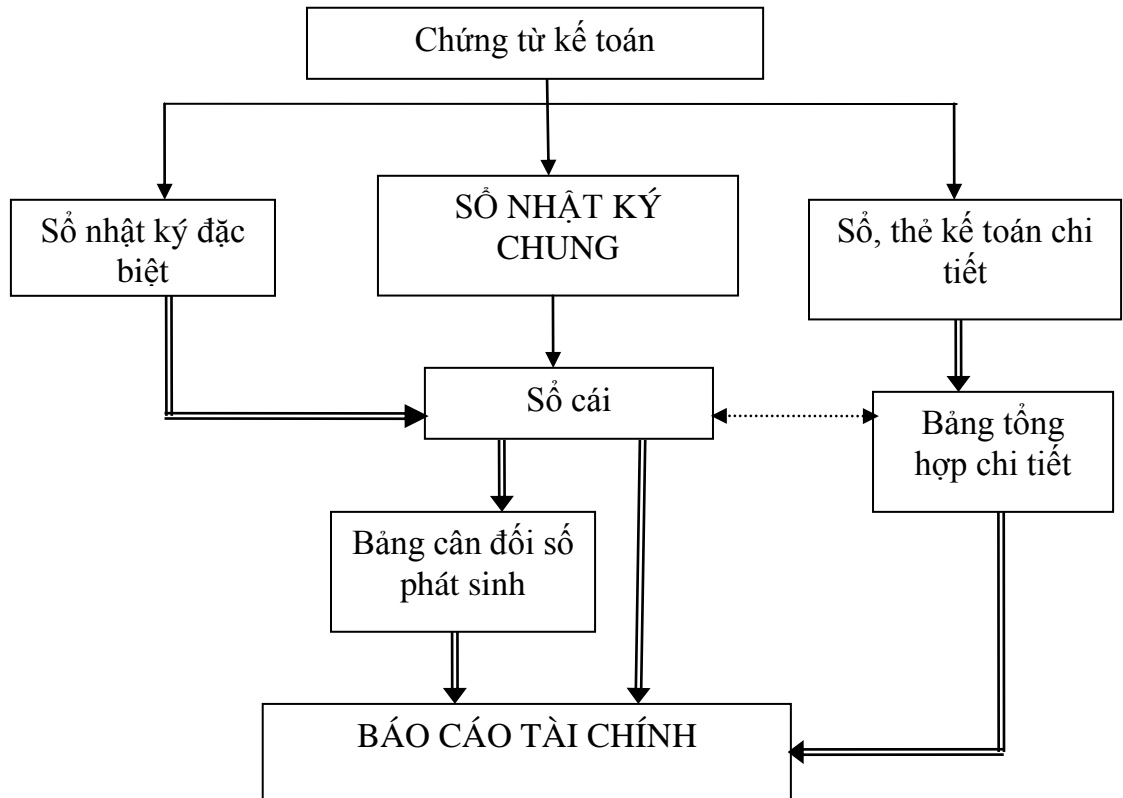 Chứng từ kế toán
Sổ nhật ký đặc
biệt
SỔ NHẬT KÝ
CHUNG
Sổ, thẻ kế toán chi
tiết
Sổ cái
Bảng tổng
hợp chi tiết
Bảng cân đối số
phát sinh
BÁO CÁO TÀI CHÍNH